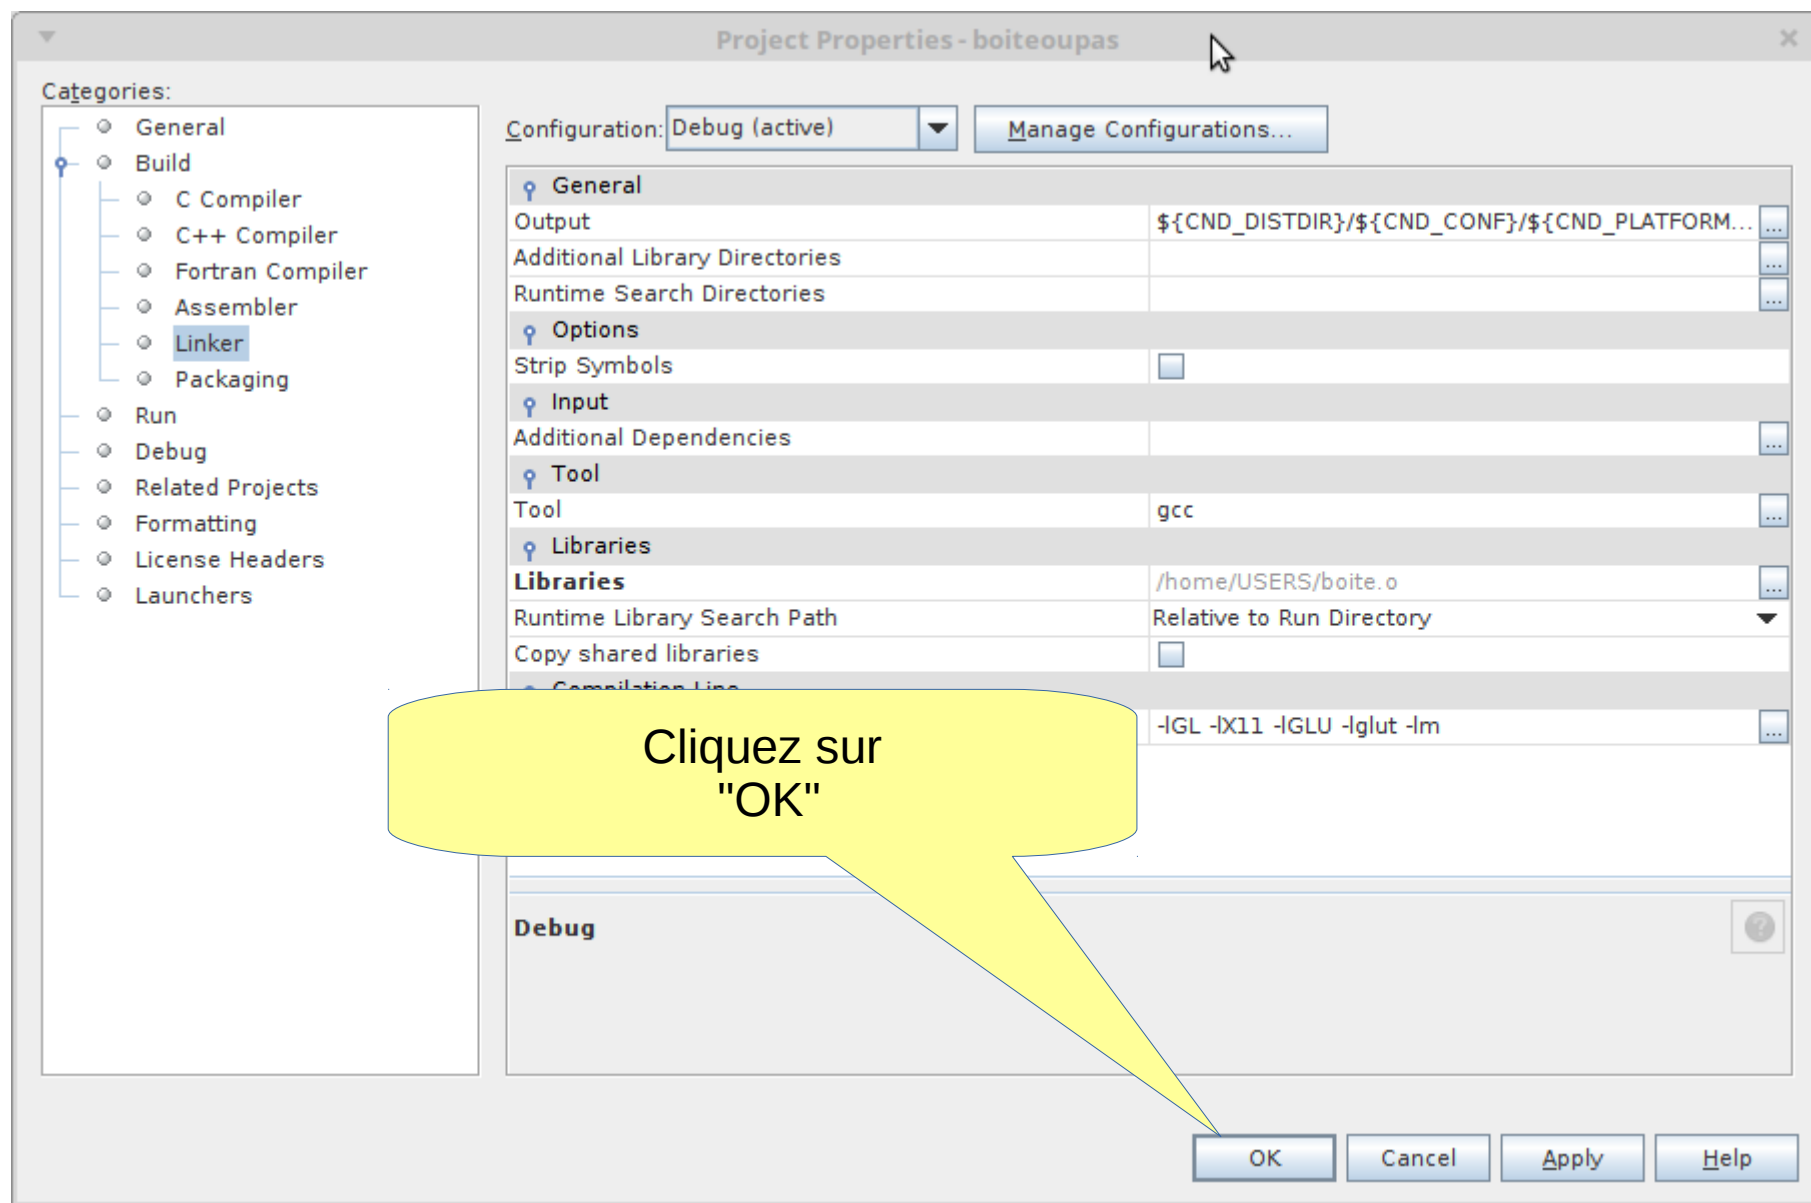 Project Properties - boiteoupas
Categories:
General
Build
C Compiler
C++ Compiler
Fortran Compiler
Assembler
Linker
Packaging
Run
Debug
Related Projects
Formatting
License Headers
Launchers
Configuration: Debug (active) Manage Configurations...
General
Output ${CND_DISTDIR}/${CND_CONF}/${CND_PLATFORM... ...
Additional Library Directories ...
Runtime Search Directories ...
Options
Strip Symbols
Input
Additional Dependencies ...
Tool
Tool gcc ...
Libraries
Libraries /home/USERS/boite.o ...
Runtime Library Search Path Relative to Run Directory
Copy shared libraries
Compilation Line
-lGL -lX11 -lGLU -lglut -lm ...
Cliquez sur
"OK"
Debug
?
OK Cancel Apply Help